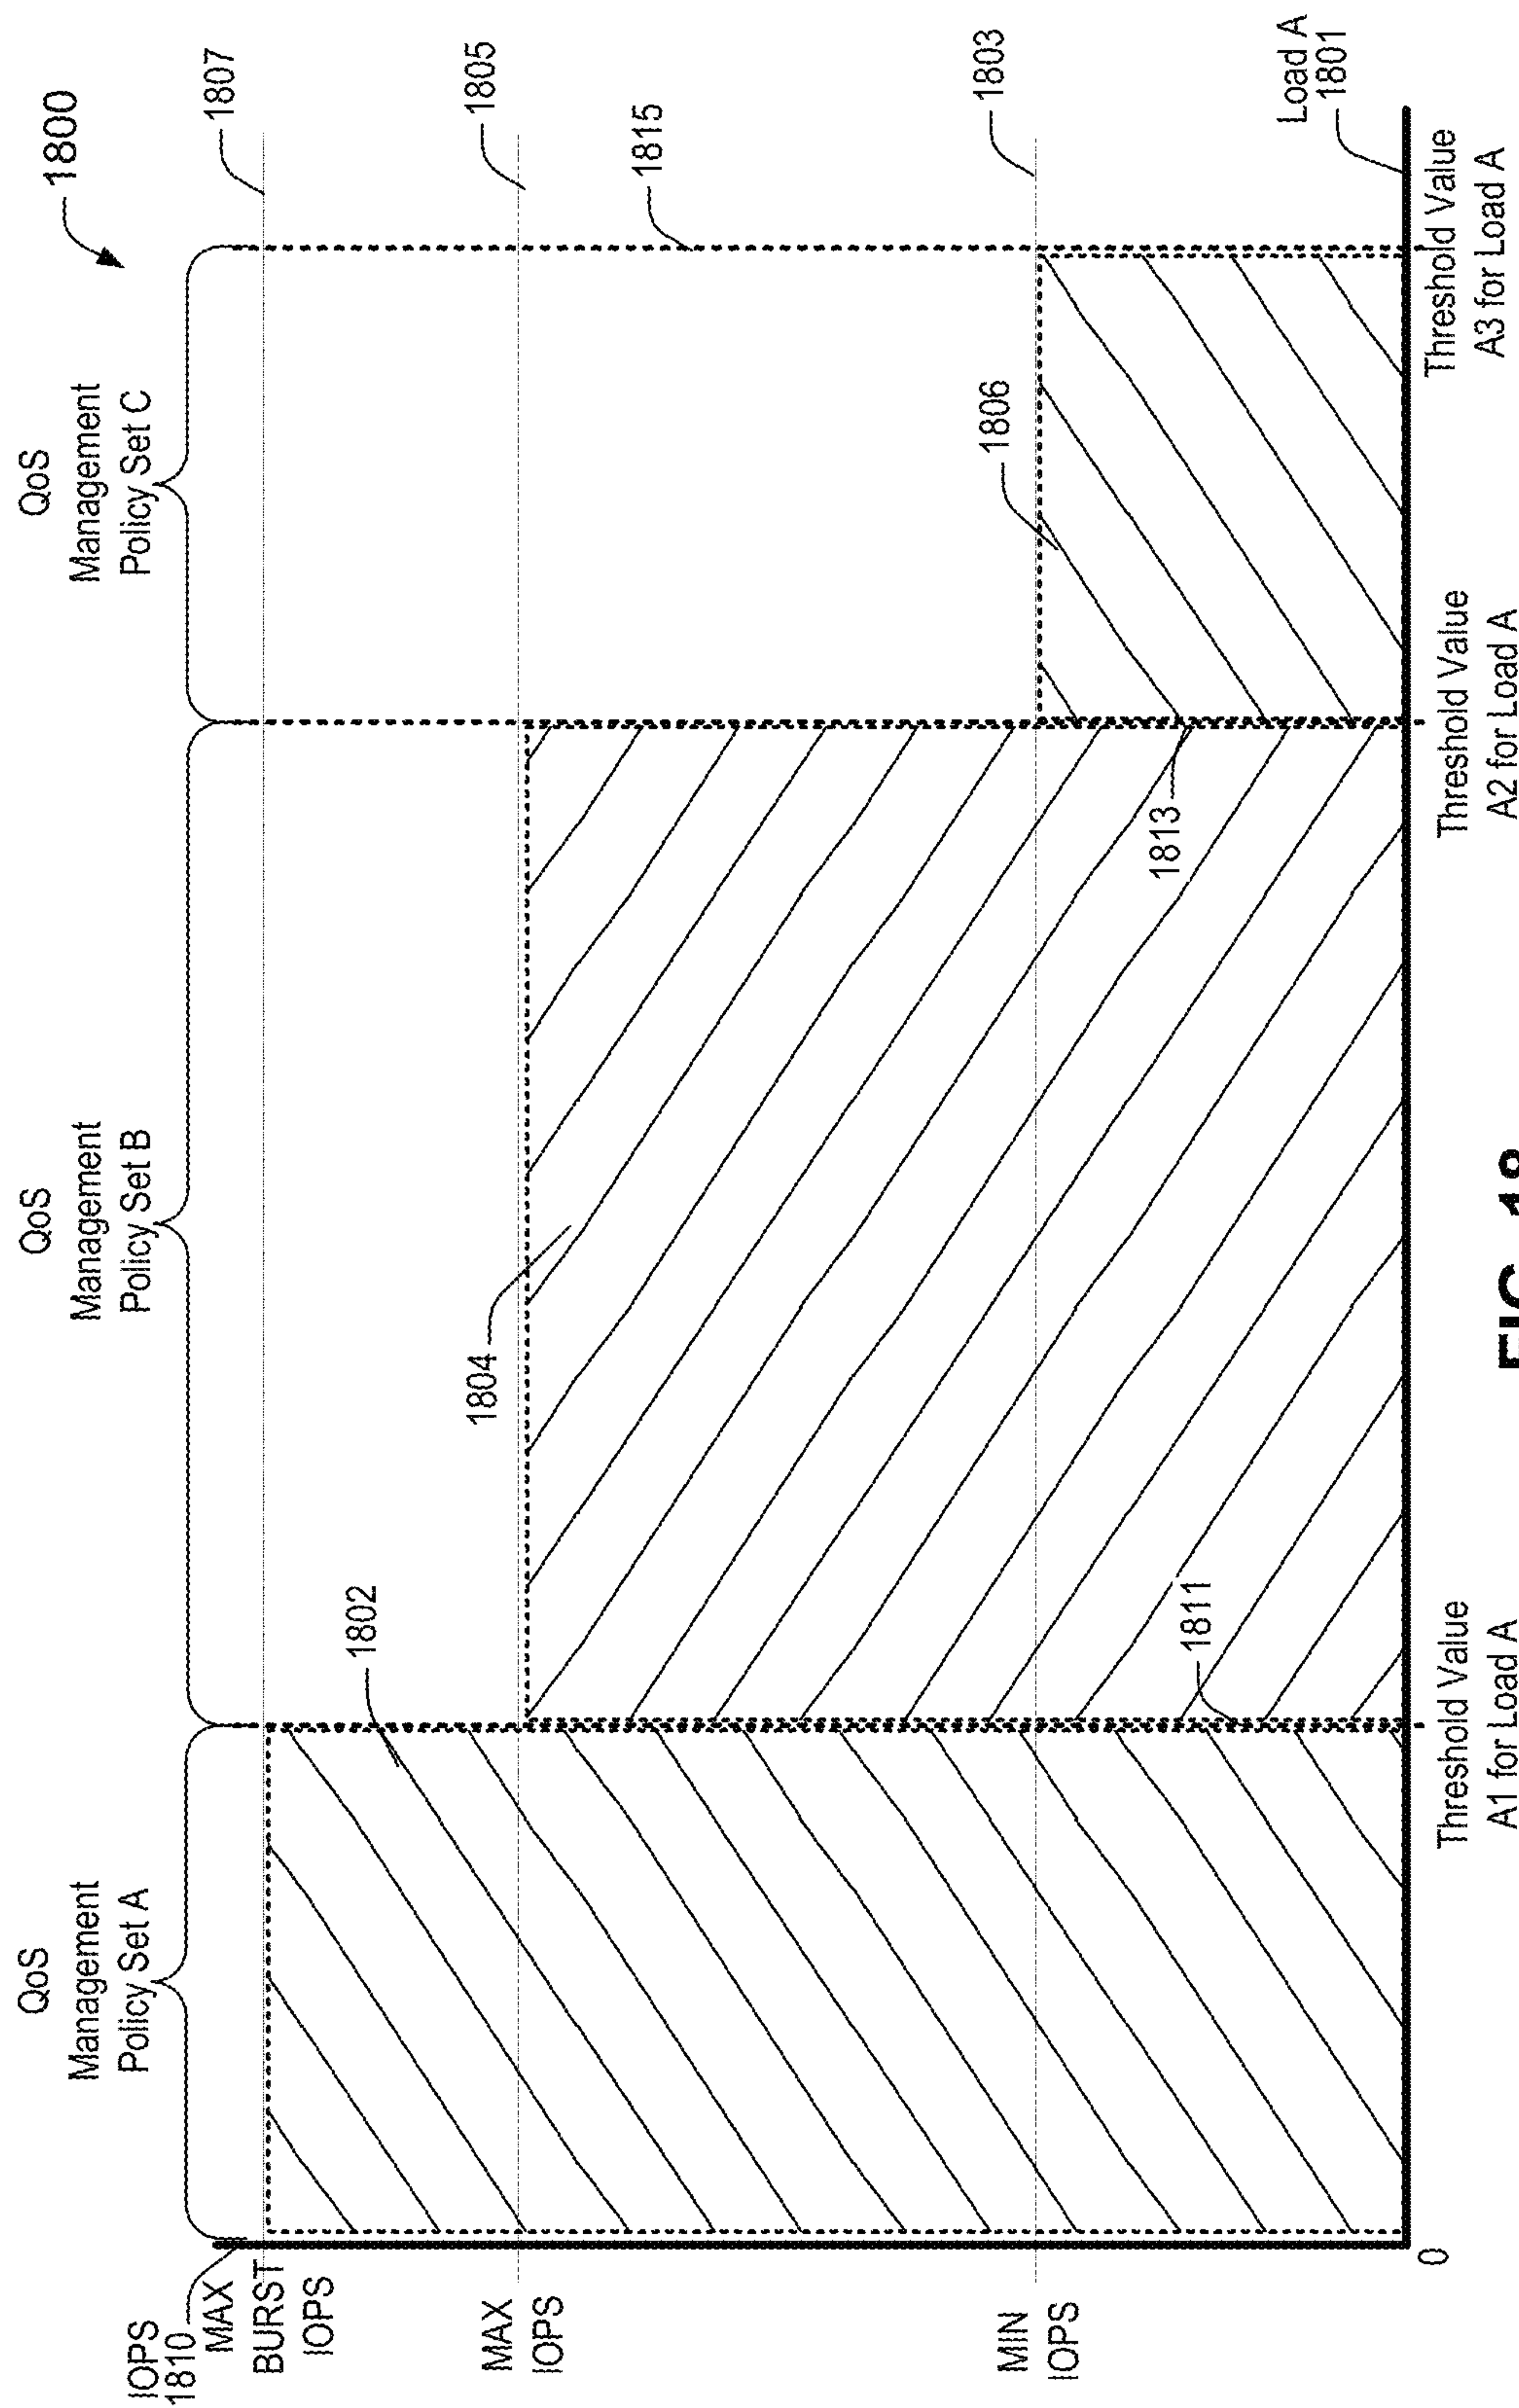 1800
QoS
Management
Policy Set A
QoS
Management
Policy Set B
QoS
Management
Policy Set C
IOPS
1810
MAX
BURST
IOPS
1807
1802
MAX
IOPS
1805
1804
1815
MIN
IOPS
1803
1806
1813
1811
Load A
1801
0
Threshold Value
A1 for Load A
Threshold Value
A2 for Load A
Threshold Value
A3 for Load A
FIG. 18